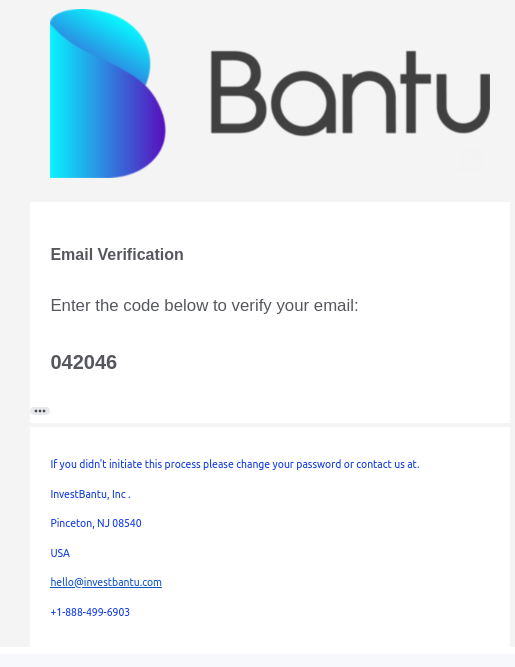 Bantu
Email Verification
Enter the code below to verify your email:
042046
If you didn't initiate this process please change your password or contact us at.
InvestBantu, Inc .
Pinceton, NJ 08540
USA
hello@investbantu.com
+1-888-499-6903